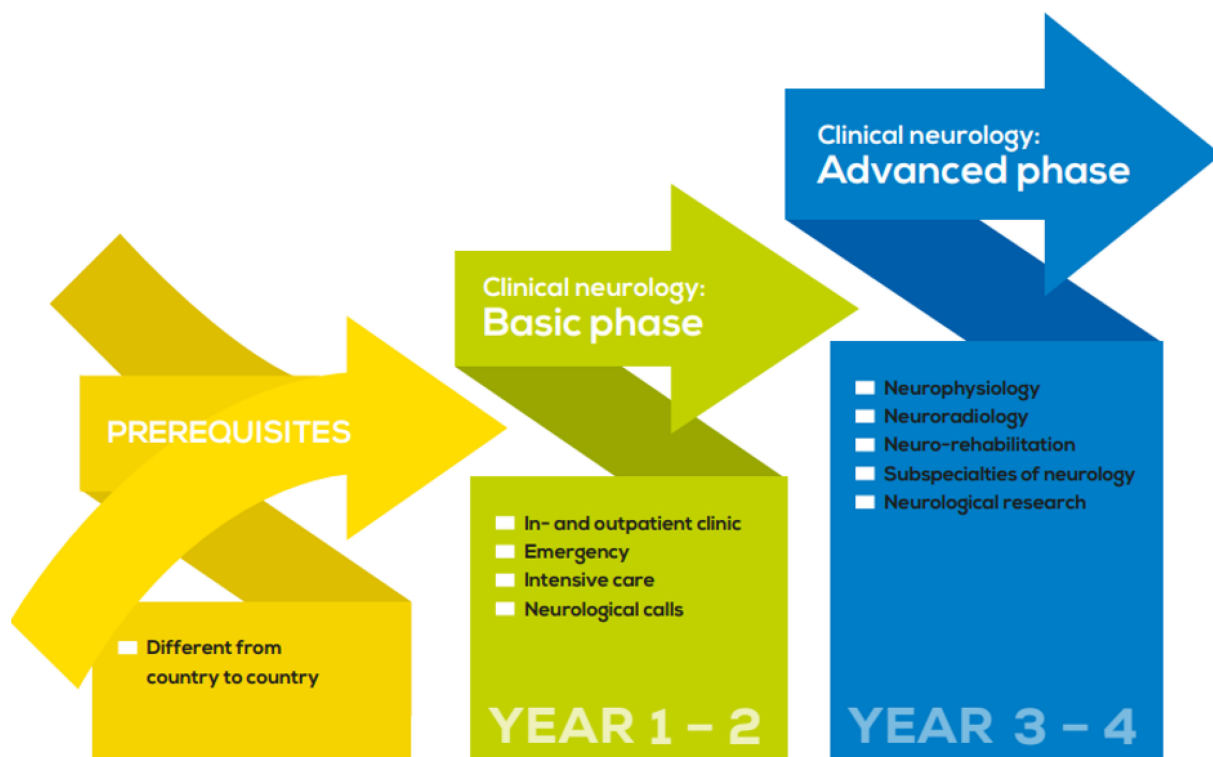 PREREQUISITES
Different from
country to country
Clinical neurology:
Basic phase
In- and outpatient clinic
Emergency
Intensive care
Neurological calls
YEAR 1 – 2
Clinical neurology:
Advanced phase
Neurophysiology
Neuroradiology
Neuro-rehabilitation
Subspecialties of neurology
Neurological research
YEAR 3 – 4